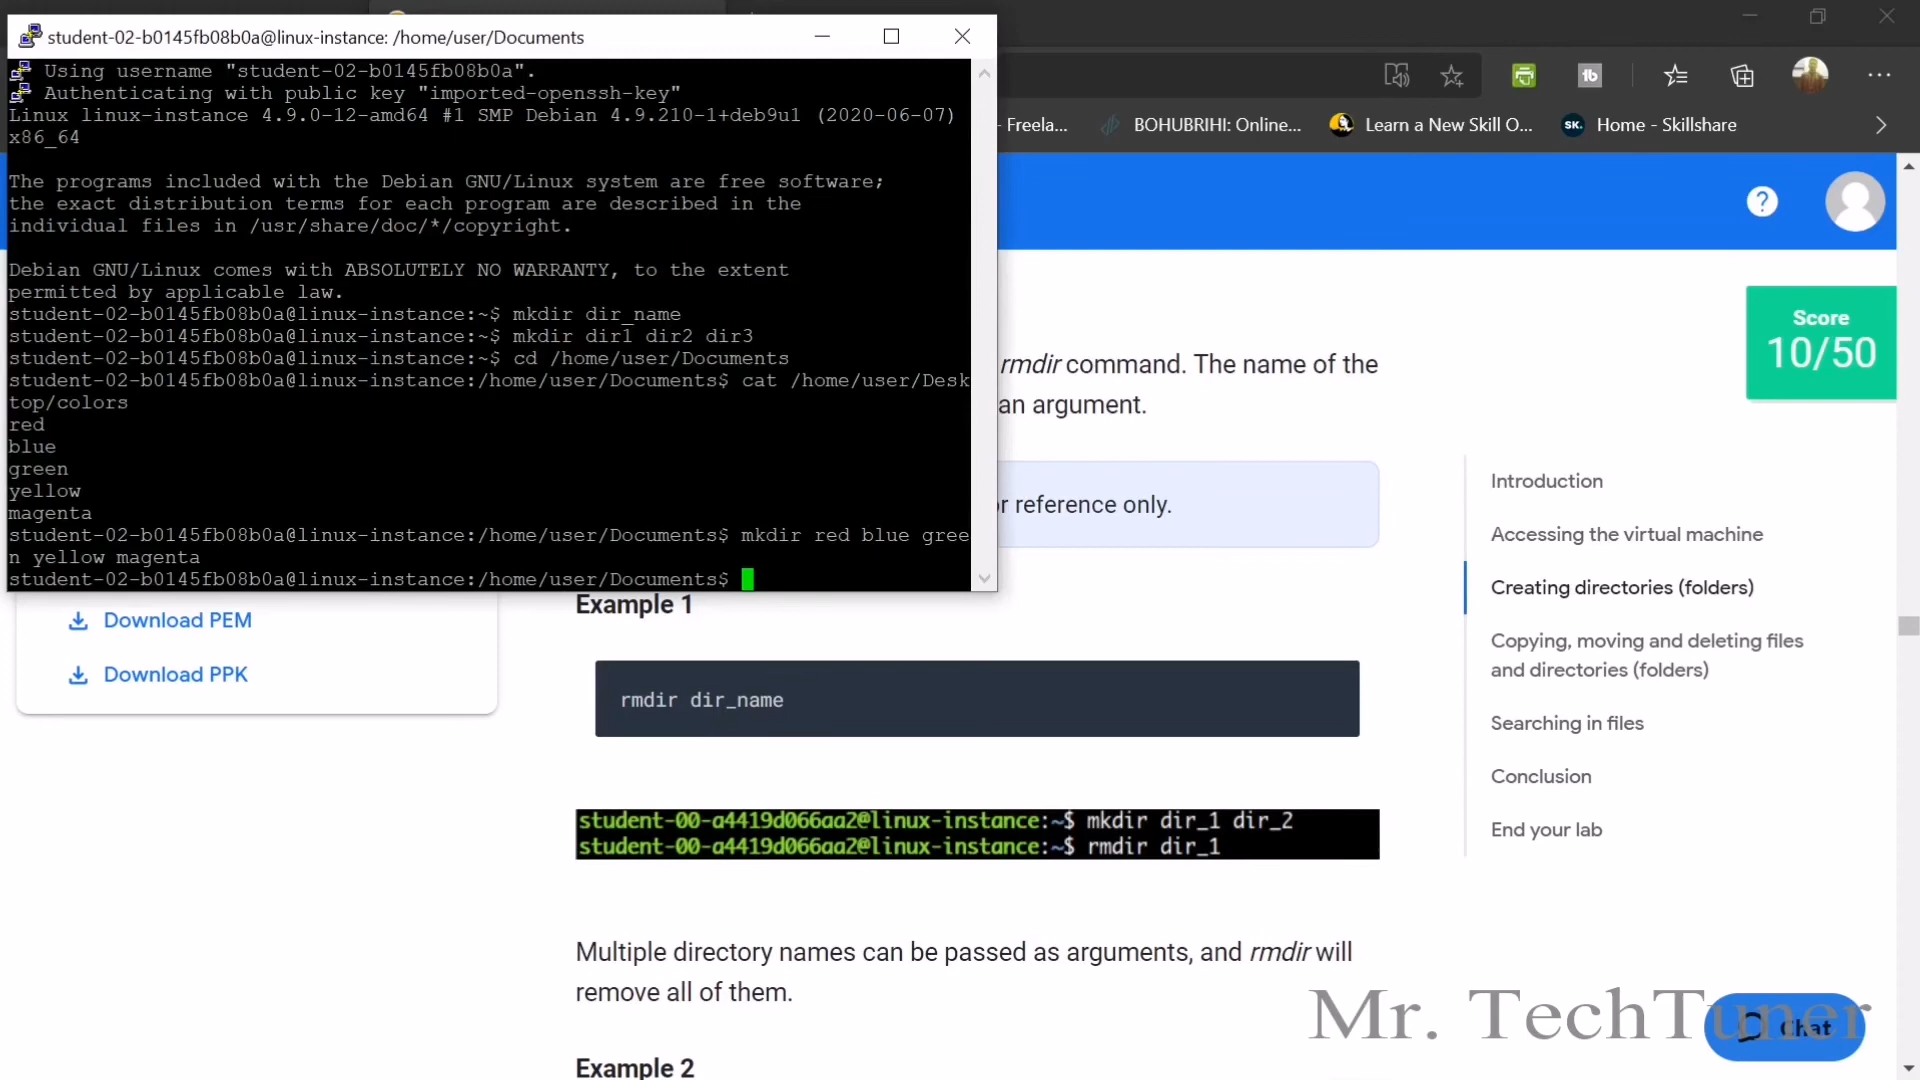 student-02-b0145fb08b0a@linux-instance: /home/user/Documents
Using username "student-02-b0145fb08b0a".
Authenticating with public key "imported-openssh-key"
Linux linux-instance 4.9.0-12-amd64 #1 SMP Debian 4.9.210-1+deb9u1 (2020-06-07)
x86_64
The programs included with the Debian GNU/Linux system are free software;
the exact distribution terms for each program are described in the
individual files in /usr/share/doc/*/copyright.
Debian GNU/Linux comes with ABSOLUTELY NO WARRANTY, to the extent
permitted by applicable law.
student-02-b0145fb08b0a@linux-instance:~$ mkdir dir_name
student-02-b0145fb08b0a@linux-instance:~$ mkdir dir1 dir2 dir3
student-02-b0145fb08b0a@linux-instance:~$ cd /home/user/Documents
student-02-b0145fb08b0a@linux-instance:/home/user/Documents$ cat /home/user/Desk
top/colors
red
blue
green
yellow
magenta
student-02-b0145fb08b0a@linux-instance:/home/user/Documents$ mkdir red blue gree
n yellow magenta
student-02-b0145fb08b0a@linux-instance:/home/user/Documents$
- Freela...
BOHUBRIHI: Online...
Learn a New Skill O...
SK.
Home - Skillshare
tb
?
Score
10/50
rmdir command. The name of the
an argument.
r reference only.
Download PEM
Download PPK
Example 1
rmdir dir_name
student-00-a4419d066aa2@linux-instance:~$ mkdir dir_1 dir_2
student-00-a4419d066aa2@linux-instance:~$ rmdir dir_1
Multiple directory names can be passed as arguments, and rmdir will
remove all of them.
Example 2
Introduction
Accessing the virtual machine
Creating directories (folders)
Copying, moving and deleting files
and directories (folders)
Searching in files
Conclusion
End your lab
Mr. TechTuner
Chat